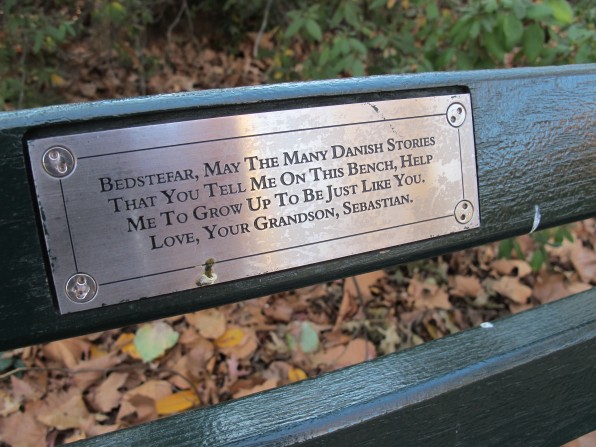 Bedstefar, May The Many Danish Stories
That You Tell Me On This Bench, Help
Me To Grow Up To Be Just Like You.
Love, Your Grandson, Sebastian.